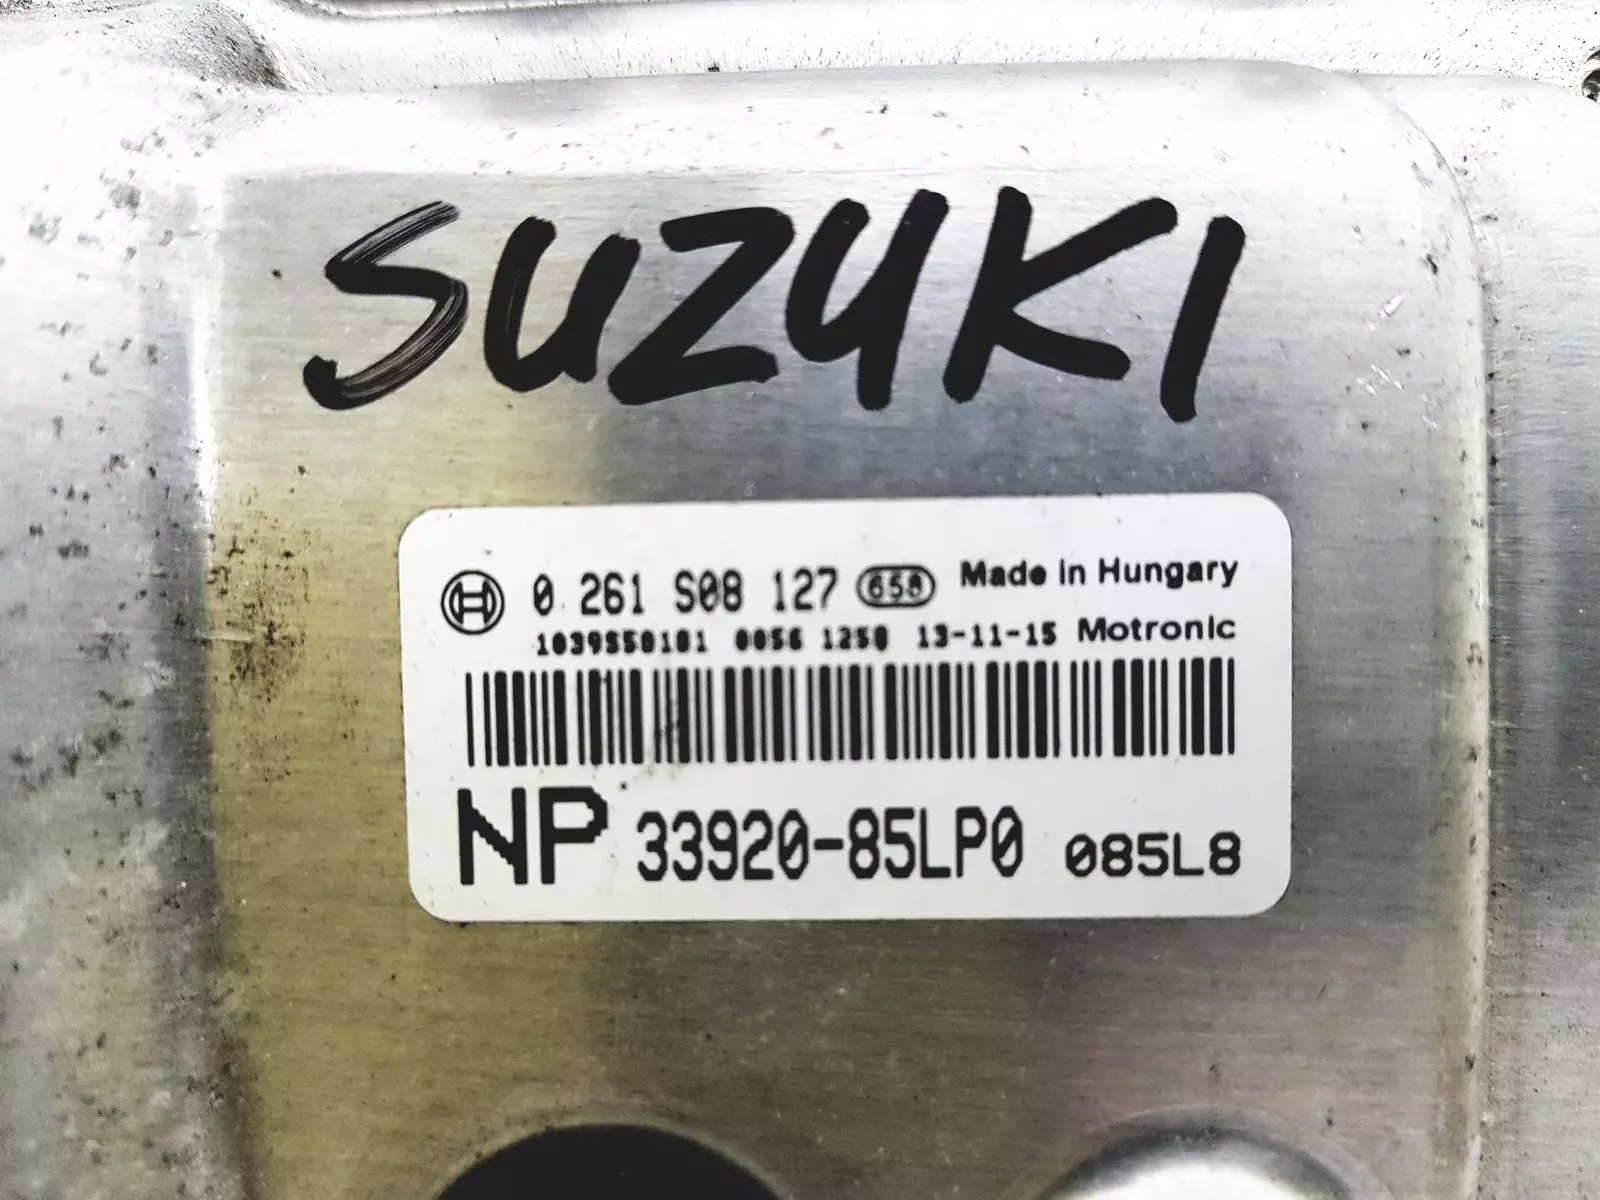 SUZUKI
0 261 S08 127 658 Made in Hungary
1039S50101 0056 1250 13-11-15 Motronic
NP 33920-85LP0 085L8